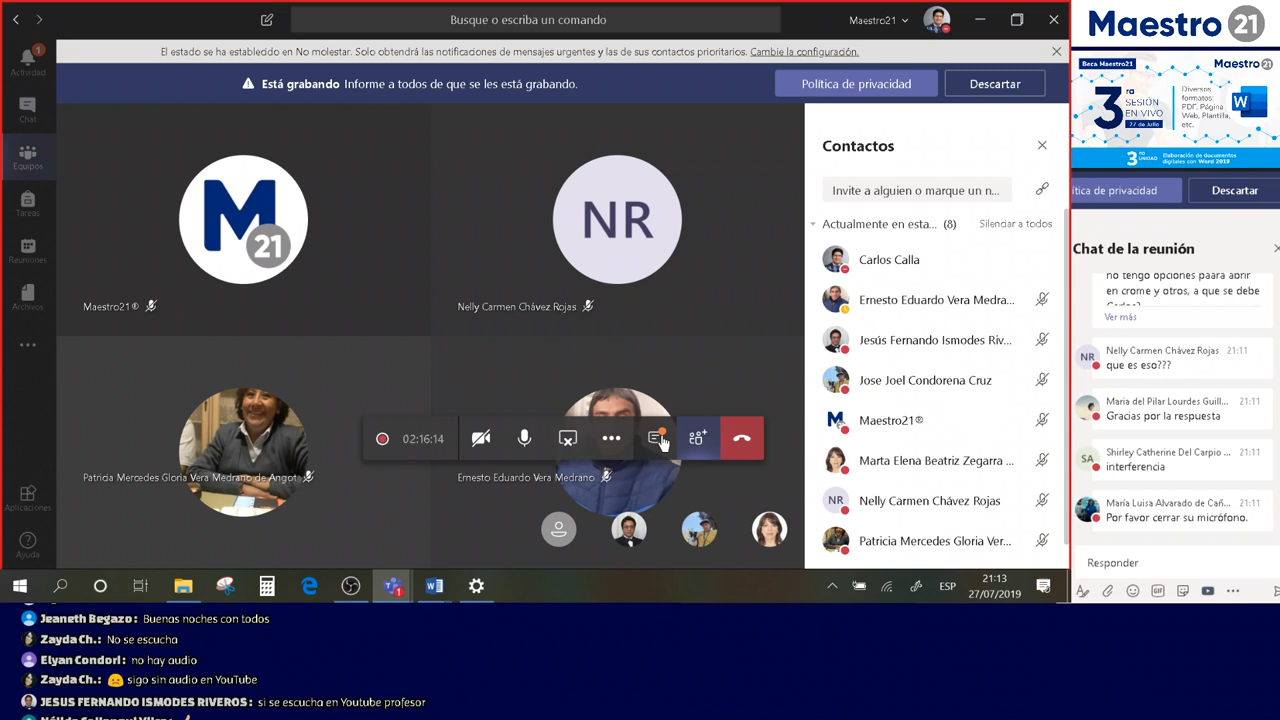 Busque o escriba un comando
Maestro21
El estado se ha establecido en No molestar. Solo obtendrá las notificaciones de mensajes urgentes y las de sus contactos prioritarios. Cambie la configuración.
Está grabando Informe a todos de que se les está grabando.
Política de privacidad
Descartar
1
Actividad
Chat
Equipos
Tareas
Reuniones
Archivos
Aplicaciones
Ayuda
M
21
Maestro21®
NR
Nelly Carmen Chávez Rojas
Patricia Mercedes Gloria Vera Medrano de Angot
Ernesto Eduardo Vera Medrano
02:16:14
Contactos
Invite a alguien o marque un n...
Actualmente en esta... (8)
Silenciar a todos
Carlos Calla
Ernesto Eduardo Vera Medra...
Jesús Fernando Ismodes Riv...
Jose Joel Condorena Cruz
Maestro21®
Marta Elena Beatriz Zegarra ...
NR
Nelly Carmen Chávez Rojas
Patricia Mercedes Gloria Ver...
1
ESP
21:13
27/07/2019
Maestro 21
Beca Maestro21
Maestro 21
3ra
SESIÓN
EN VIVO
27 de Julio
Diversos
formatos:
PDF, Página
Web, Plantilla,
etc.
W
3ra UNIDAD
Elaboración de documentos
digitales con Word 2019
ítica de privacidad
Descartar
Chat de la reunión
no tengo opciones paara abrir
en crome y otros, a que se debe
Ver más
NR
Nelly Carmen Chávez Rojas 21:11
que es eso???
Maria del Pilar Lourdes Guill... 21:11
Gracias por la respuesta
SA
Shirley Catherine Del Carpio ... 21:11
interferencia
María Luisa Alvarado de Cañ... 21:11
Por favor cerrar su micrófono.
Responder
GIF
Jeaneth Begazo: Buenas noches con todos
Zayda Ch.: No se escucha
Elyan Condori: no hay audio
Zayda Ch.: ☹️ sigo sin audio en YouTube
JESUS FERNANDO ISMODES RIVEROS: si se escucha en Youtube profesor